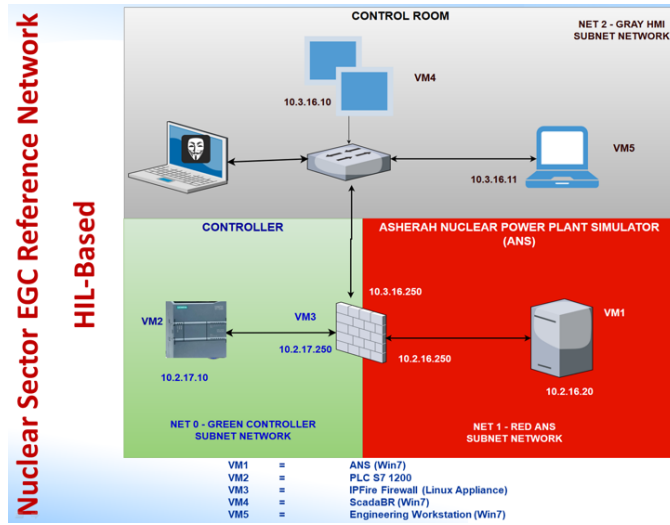 Nuclear Sector EGC Reference Network
HIL-Based
CONTROL ROOM
NET 2 - GRAY HMI
SUBNET NETWORK
VM4
10.3.16.10
VM5
10.3.16.11
CONTROLLER
ASHERAH NUCLEAR POWER PLANT SIMULATOR
(ANS)
10.3.16.250
VM2
VM3
VM1
10.2.17.250
10.2.16.250
10.2.17.10
10.2.16.20
NET 0 - GREEN CONTROLLER
SUBNET NETWORK
NET 1 - RED ANS
SUBNET NETWORK
VM1 = ANS (Win7)
VM2 = PLC S7 1200
VM3 = IPFire Firewall (Linux Appliance)
VM4 = ScadaBR (Win7)
VM5 = Engineering Workstation (Win7)